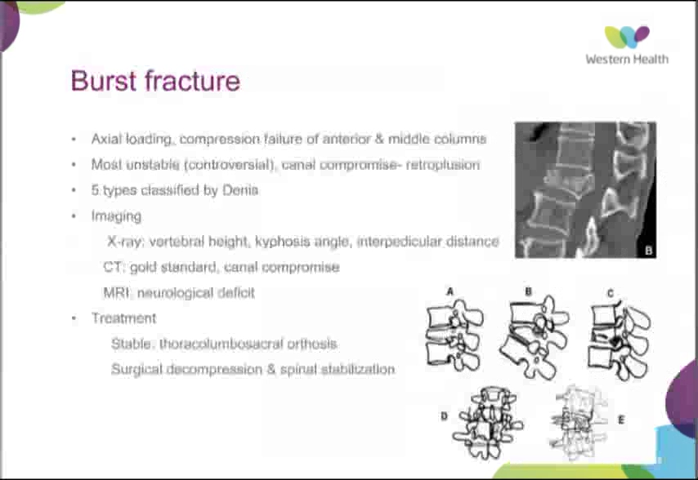 Western Health
Burst fracture
• Axial loading, compression failure of anterior & middle columns
• Most unstable (controversial), canal compromise- retroplusion
• 5 types classified by Denis
• Imaging
X-ray: vertebral height, kyphosis angle, interpedicular distance
CT: gold standard, canal compromise
MRI: neurological deficit
• Treatment
Stable: thoracolumbosacral orthosis
Surgical decompression & spinal stabilization
B
A B C
D E